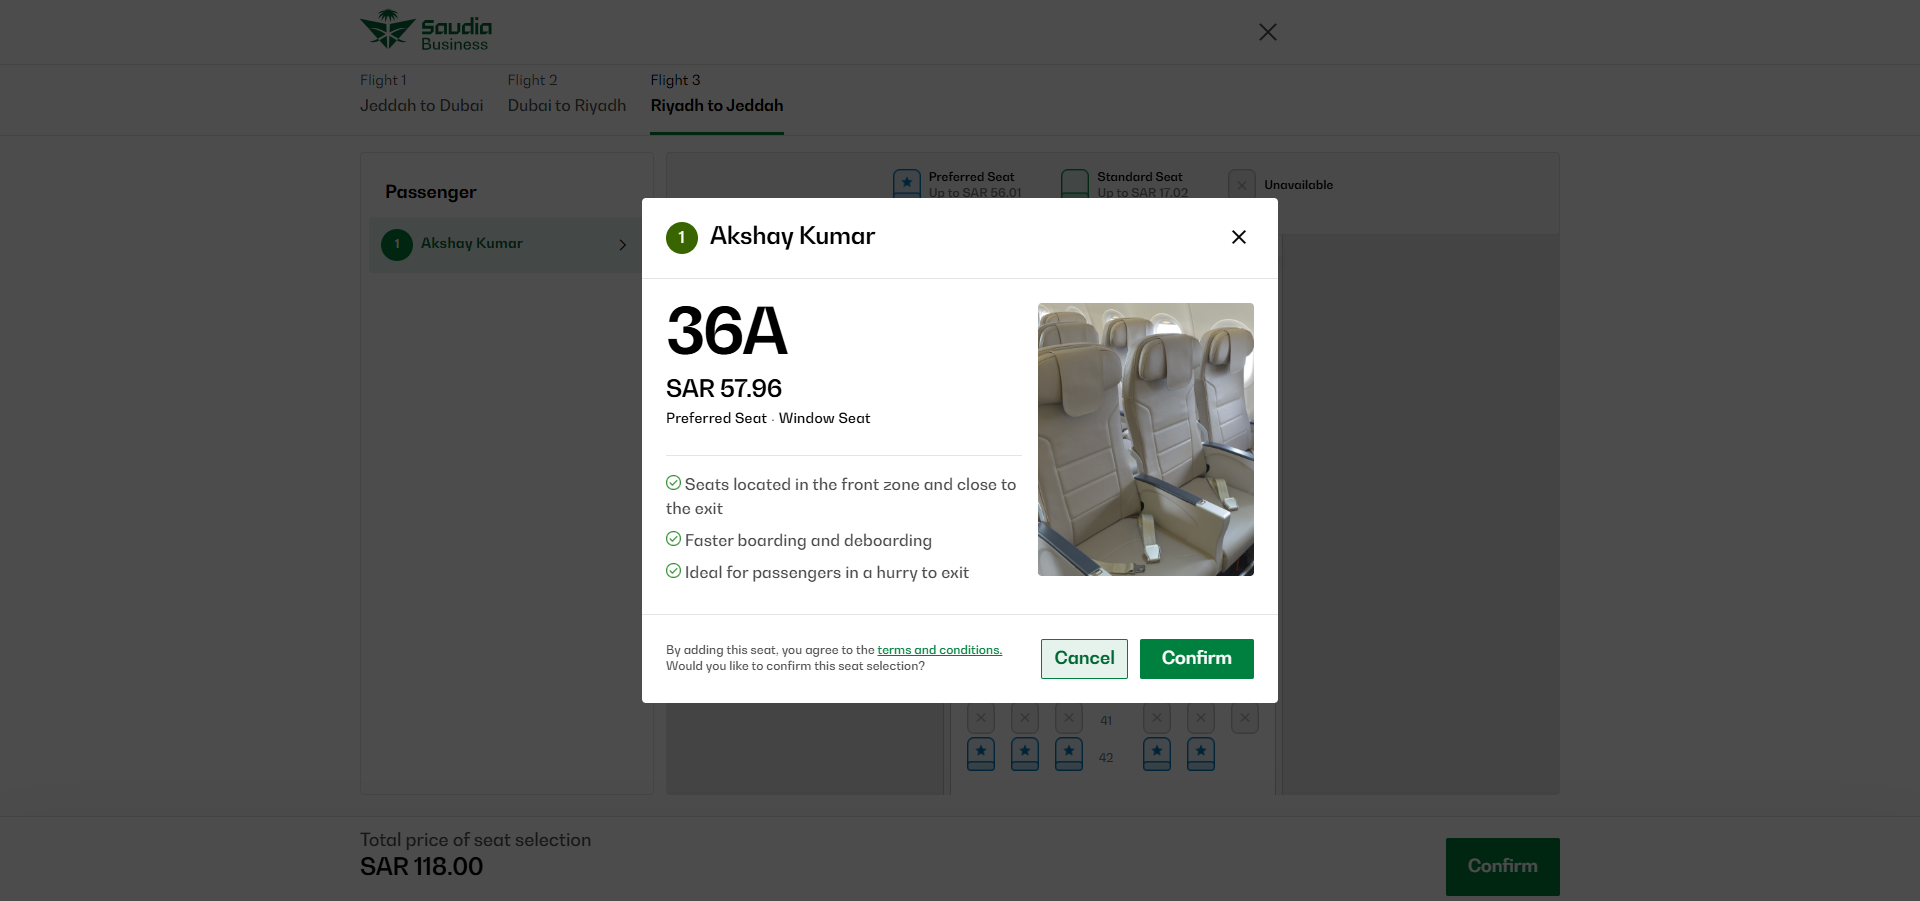 Saudia
Business
Flight 1
Jeddah to Dubai
Flight 2
Dubai to Riyadh
Flight 3
Riyadh to Jeddah
Passenger
1
Akshay Kumar
Preferred Seat
Up to SAR 56.01
Standard Seat
Up to SAR 17.02
Unavailable
1
Akshay Kumar
36A
SAR 57.96
Preferred Seat · Window Seat
Seats located in the front zone and close to
the exit
Faster boarding and deboarding
Ideal for passengers in a hurry to exit
By adding this seat, you agree to the terms and conditions.
Would you like to confirm this seat selection?
Cancel
Confirm
41
42
Total price of seat selection
SAR 118.00
Confirm